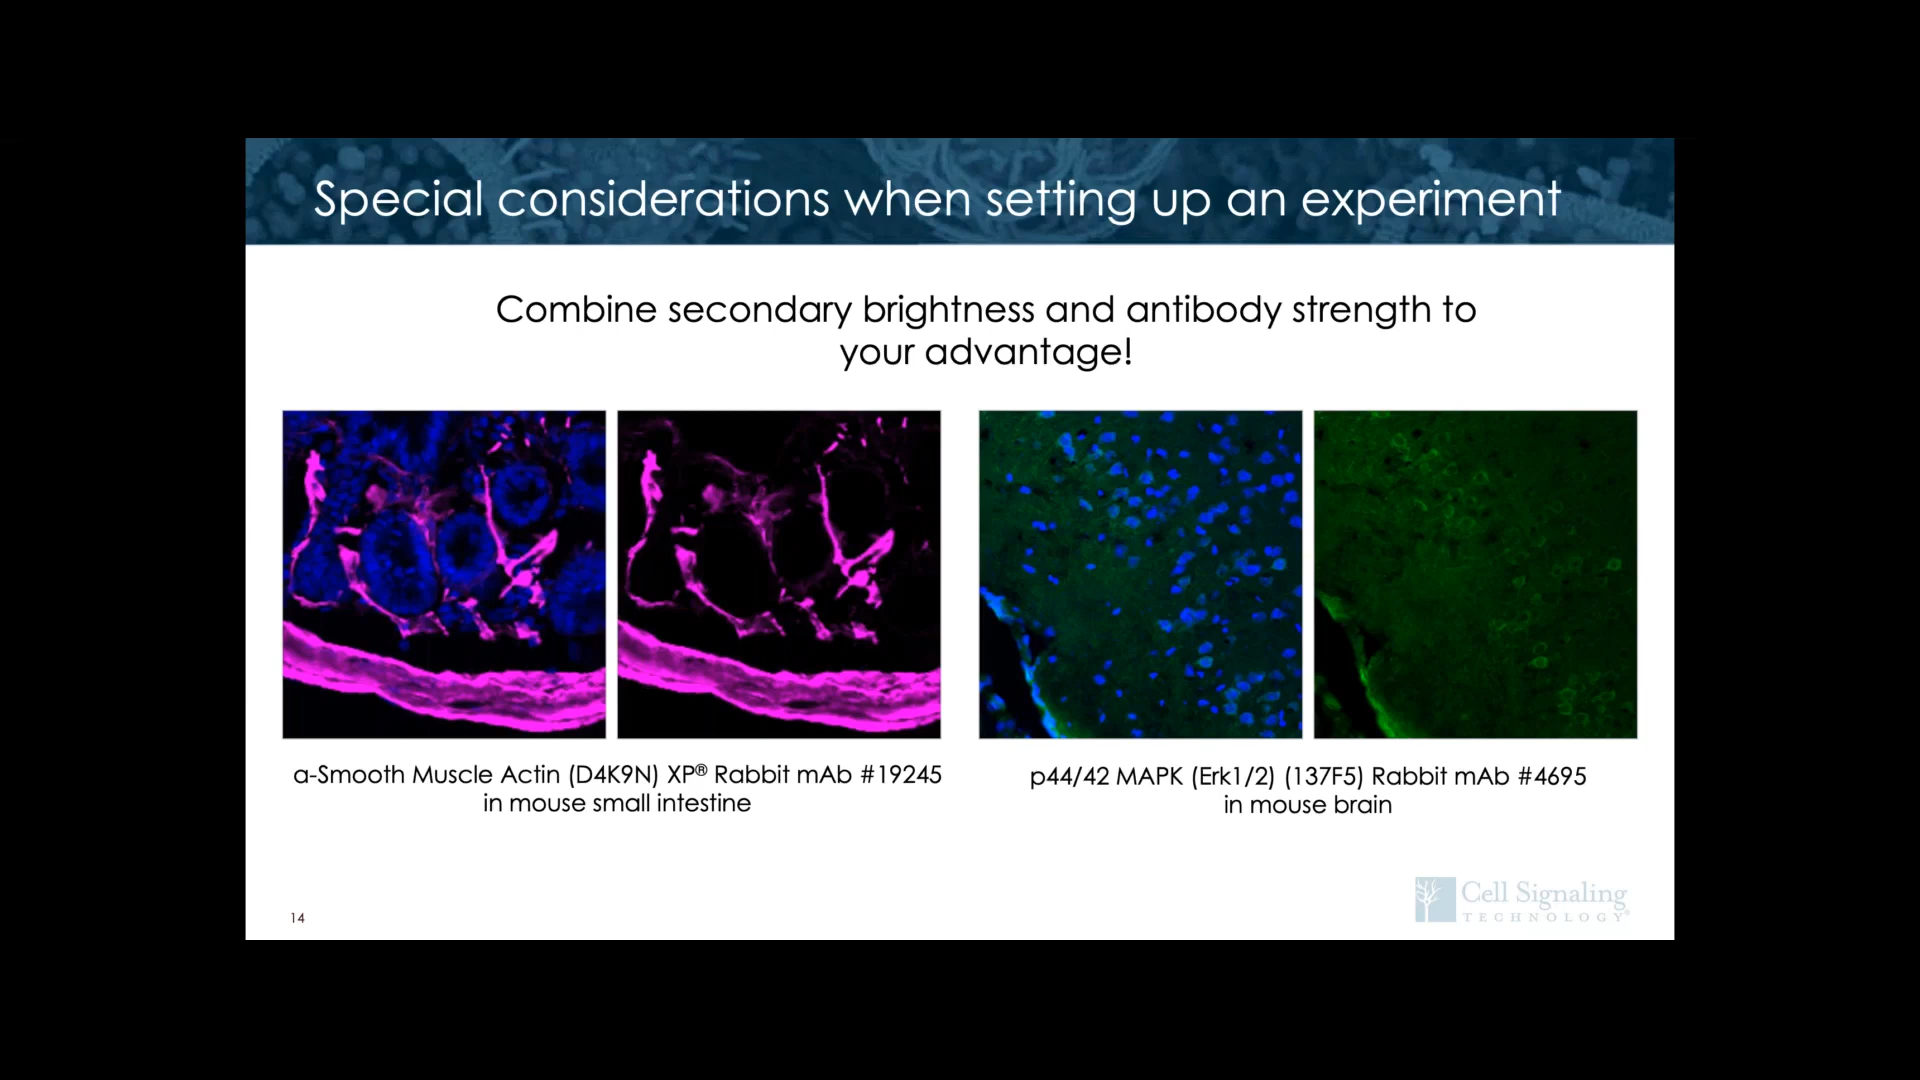 Special considerations when setting up an experiment
Combine secondary brightness and antibody strength to
your advantage!
α-Smooth Muscle Actin (D4K9N) XP® Rabbit mAb #19245
in mouse small intestine
p44/42 MAPK (Erk1/2) (137F5) Rabbit mAb #4695
in mouse brain
14
Cell Signaling
TECHNOLOGY®